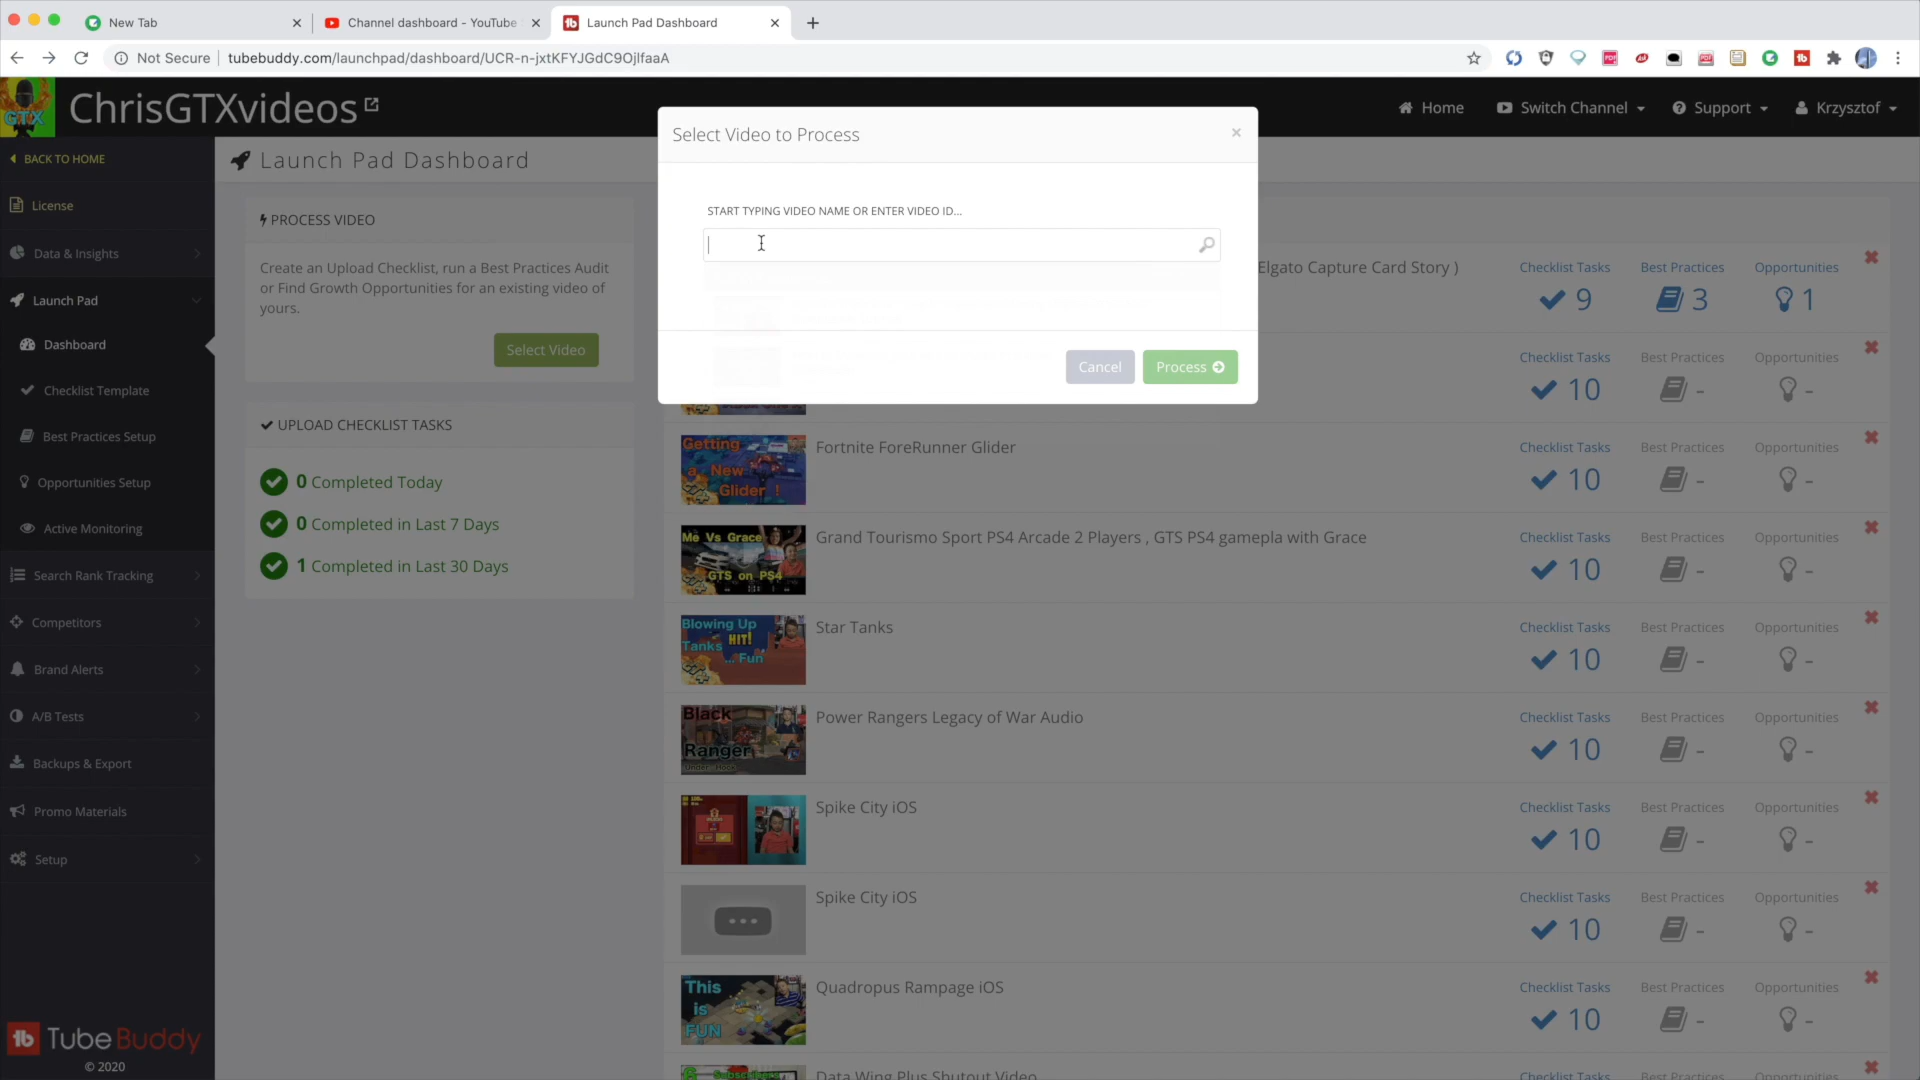 New Tab
Channel dashboard - YouTube
Launch Pad Dashboard
Not Secure
tubebuddy.com/launchpad/dashboard/UCR-n-jxtKFYJGdC9OjlfaaA
GTX
ChrisGTXvideos
Home
Switch Channel
Support
Krzysztof
BACK TO HOME
License
Data & Insights
Launch Pad
Dashboard
Checklist Template
Best Practices Setup
Opportunities Setup
Active Monitoring
Search Rank Tracking
Competitors
Brand Alerts
A/B Tests
Backups & Export
Promo Materials
Setup
TubeBuddy
© 2020
Launch Pad Dashboard
PROCESS VIDEO
Create an Upload Checklist, run a Best Practices Audit
or Find Growth Opportunities for an existing video of
yours.
Select Video
UPLOAD CHECKLIST TASKS
0 Completed Today
0 Completed in Last 7 Days
1 Completed in Last 30 Days
Select Video to Process
×
START TYPING VIDEO NAME OR ENTER VIDEO ID...
Cancel
Process
Elgato Capture Card Story )
Checklist Tasks Best Practices Opportunities
9 3 1
Checklist Tasks Best Practices Opportunities
10 - -
Getting
a New
Glider !
Fortnite ForeRunner Glider
Checklist Tasks Best Practices Opportunities
10 - -
Me Vs Grace
GTS on PS4
Grand Tourismo Sport PS4 Arcade 2 Players , GTS PS4 gamepla with Grace
Checklist Tasks Best Practices Opportunities
10 - -
Blowing Up
Tanks HIT!
... Fun
Star Tanks
Checklist Tasks Best Practices Opportunities
10 - -
Black
Ranger
Power Rangers Legacy of War Audio
Checklist Tasks Best Practices Opportunities
10 - -
Spike City iOS
Checklist Tasks Best Practices Opportunities
10 - -
Spike City iOS
Checklist Tasks Best Practices Opportunities
10 - -
This
is
FUN
Quadropus Rampage iOS
Checklist Tasks Best Practices Opportunities
10 - -
Data Wing Plus Shutout Video
Checklist Tasks Best Practices Opportunities